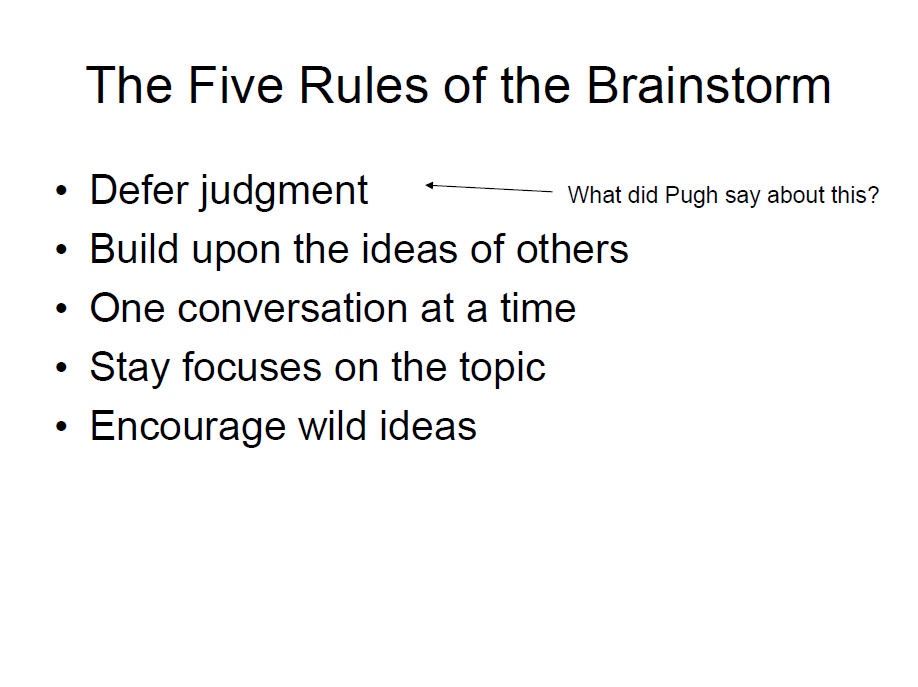 The Five Rules of the Brainstorm
• Defer judgment
What did Pugh say about this?
• Build upon the ideas of others
• One conversation at a time
• Stay focuses on the topic
• Encourage wild ideas